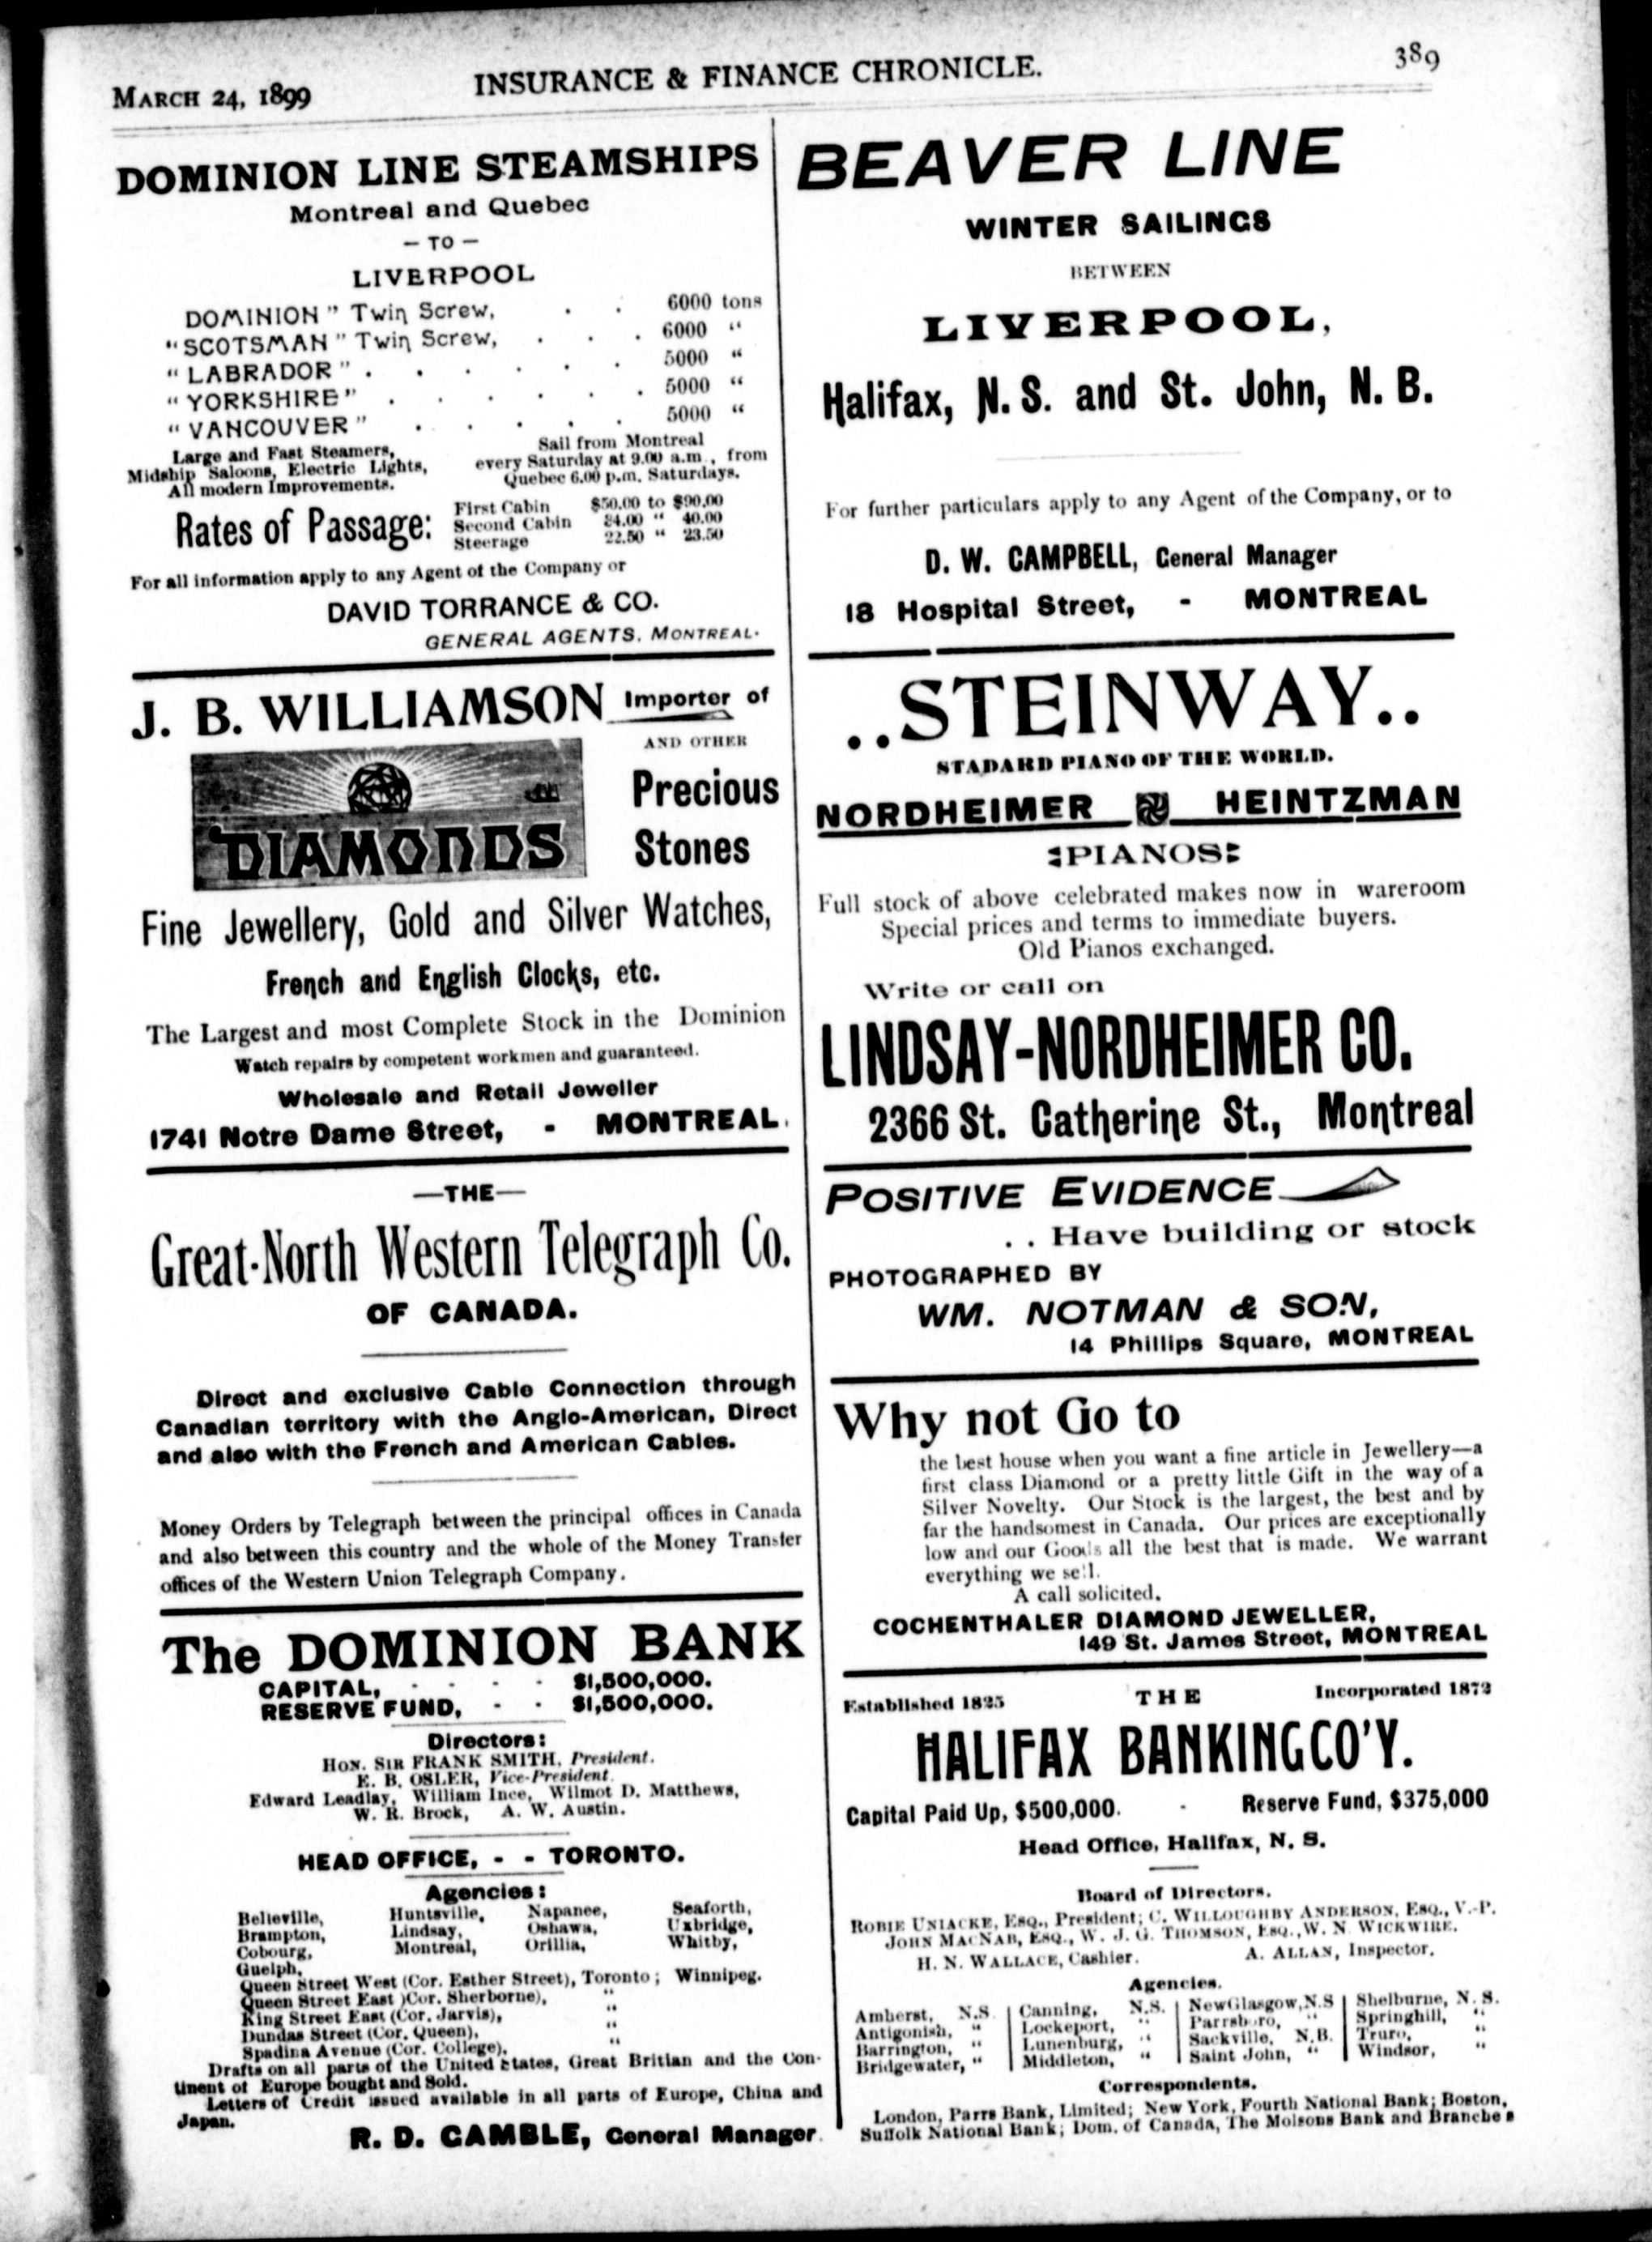 MARCH 24, 1899
INSURANCE & FINANCE CHRONICLE.
389
DOMINION LINE STEAMSHIPS
Montreal and Quebec
— TO —
LIVERPOOL
DOMINION" Twin Screw, . . 6000 tons
"SCOTSMAN" Twin Screw, . . . 6000 "
"LABRADOR" . . . . . . 5000 "
"YORKSHIRE" . . . . . . 5000 "
"VANCOUVER" . . . . . 5000 "
Large and Fast Steamers,
Midship Saloons, Electric Lights,
All modern Improvements.
Sail from Montreal
every Saturday at 9.00 a.m., from
Quebec 6.00 p.m. Saturdays.
Rates of Passage:
First Cabin $50.00 to $90.00
Second Cabin 34.00 " 40.00
Steerage 22.50 " 23.50
For all information apply to any Agent of the Company or
DAVID TORRANCE & CO.
GENERAL AGENTS, MONTREAL.
J. B. WILLIAMSON Importer of
DIAMONDS
AND OTHER
Precious
Stones
Fine Jewellery, Gold and Silver Watches,
French and English Clocks, etc.
The Largest and most Complete Stock in the Dominion
Watch repairs by competent workmen and guaranteed.
Wholesale and Retail Jeweller
1741 Notre Dame Street, - MONTREAL.
—THE—
Great-North Western Telegraph Co.
OF CANADA.
Direct and exclusive Cable Connection through
Canadian territory with the Anglo-American, Direct
and also with the French and American Cables.
Money Orders by Telegraph between the principal offices in Canada
and also between this country and the whole of the Money Transfer
offices of the Western Union Telegraph Company.
The DOMINION BANK
CAPITAL, - - - - $1,500,000.
RESERVE FUND, - - $1,500,000.
Directors:
HON. SIR FRANK SMITH, President.
E. B. OSLER, Vice-President.
Edward Leadlay, William Ince, Wilmot D. Matthews,
W. R. Brock, A. W. Austin.
HEAD OFFICE, - - TORONTO.
Agencies:
Belleville, Huntsville, Napanee, Seaforth,
Brampton, Lindsay, Oshawa, Uxbridge,
Cobourg, Montreal, Orillia, Whitby,
Guelph,
Queen Street West (Cor. Esther Street), Toronto; Winnipeg.
Queen Street East )Cor. Sherborne), "
King Street East (Cor. Jarvis), "
Dundas Street (Cor. Queen), "
Spadina Avenue (Cor. College), "
Drafts on all parts of the United States, Great Britian and the Con-
tinent of Europe bought and Sold.
Letters of Credit issued available in all parts of Europe, China and
Japan.
R. D. GAMBLE, General Manager.
BEAVER LINE
WINTER SAILINGS
BETWEEN
LIVERPOOL,
Halifax, N. S. and St. John, N. B.
For further particulars apply to any Agent of the Company, or to
D. W. CAMPBELL, General Manager
18 Hospital Street, - MONTREAL
..STEINWAY..
STADARD PIANO OF THE WORLD.
NORDHEIMER HEINTZMAN
PIANOS
Full stock of above celebrated makes now in wareroom
Special prices and terms to immediate buyers.
Old Pianos exchanged.
Write or call on
LINDSAY-NORDHEIMER CO.
2366 St. Catherine St., Montreal
POSITIVE EVIDENCE
. . Have building or stock
PHOTOGRAPHED BY
WM. NOTMAN & SON,
14 Phillips Square, MONTREAL
Why not Go to
the best house when you want a fine article in Jewellery—a
first class Diamond or a pretty little Gift in the way of a
Silver Novelty. Our Stock is the largest, the best and by
far the handsomest in Canada. Our prices are exceptionally
low and our Goods all the best that is made. We warrant
everything we sell.
A call solicited.
COCHENTHALER DIAMOND JEWELLER,
149 St. James Street, MONTREAL
Established 1825 THE Incorporated 1872
HALIFAX BANKING CO'Y.
Capital Paid Up, $500,000. - Reserve Fund, $375,000
Head Office, Halifax, N. S.
Board of Directors.
ROBIE UNIACKE, ESQ., President; C. WILLOUGHBY ANDERSON, ESQ., V.-P.
JOHN MACNAB, ESQ., W. J. G. THOMSON, ESQ., W. N WICKWIRE.
H. N. WALLACE, Cashier. A. ALLAN, Inspector.
Agencies.
Amherst, N.S. | Canning, N.S. | New Glasgow, N.S | Shelburne, N. S.
Antigonish, " | Lockeport, " | Parrsboro, " | Springhill, "
Barrington, " | Lunenburg, " | Sackville, N.B. | Truro, "
Bridgewater, " | Middleton, " | Saint John, " | Windsor, "
Correspondents.
London, Parrs Bank, Limited; New York, Fourth National Bank; Boston,
Suffolk National Bank; Dom. of Canada, The Molsons Bank and Branches